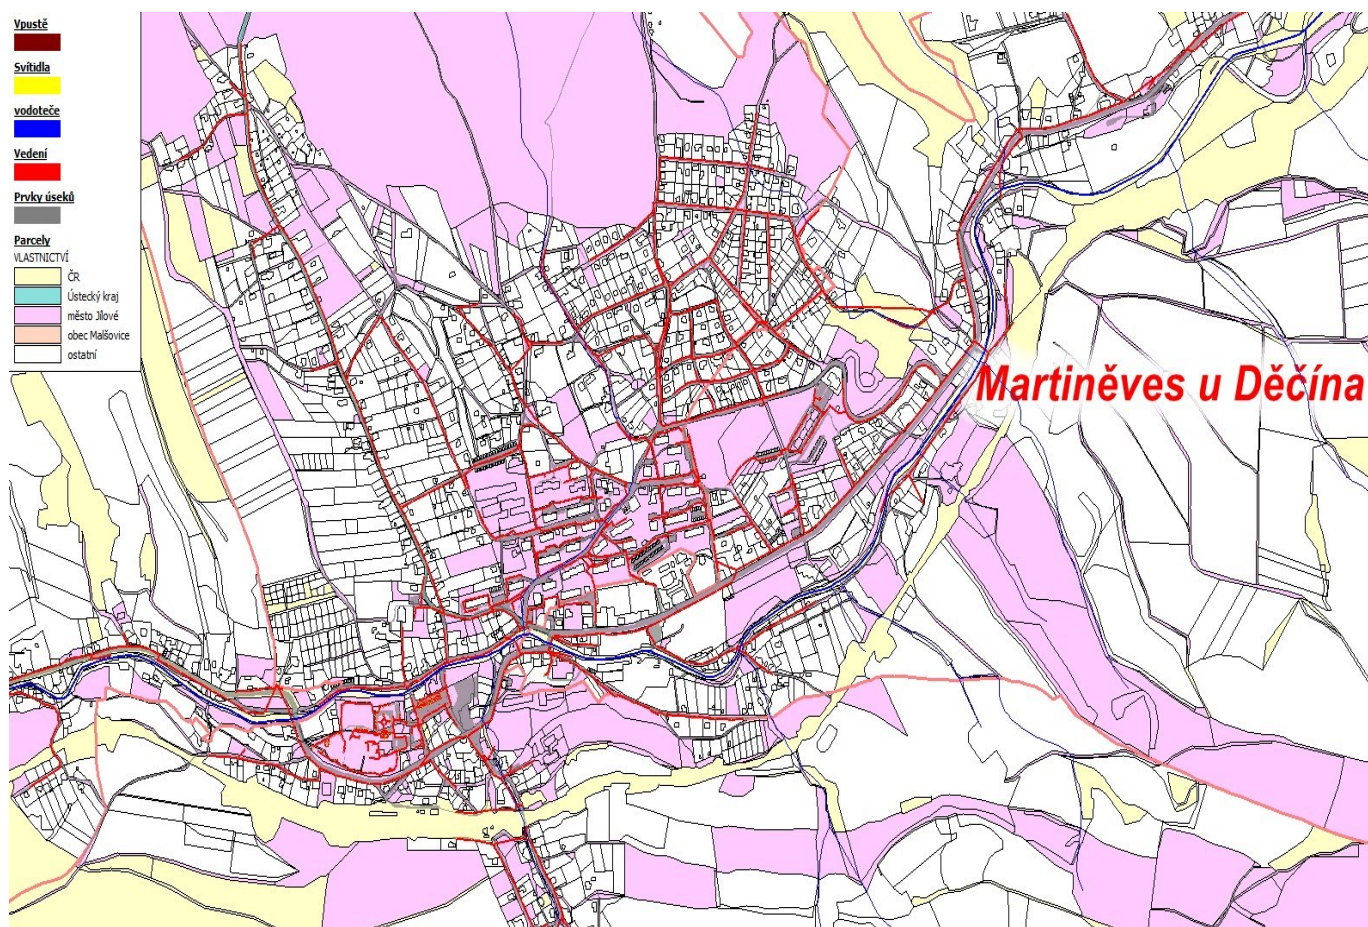 Vpustě
Svítidla
vodoteče
Vedení
Prvky úseků
Parcely
VLASTNICTVÍ
ČR
Ústecký kraj
město Jílové
obec Malšovice
ostatní
Martiněves u Děčína